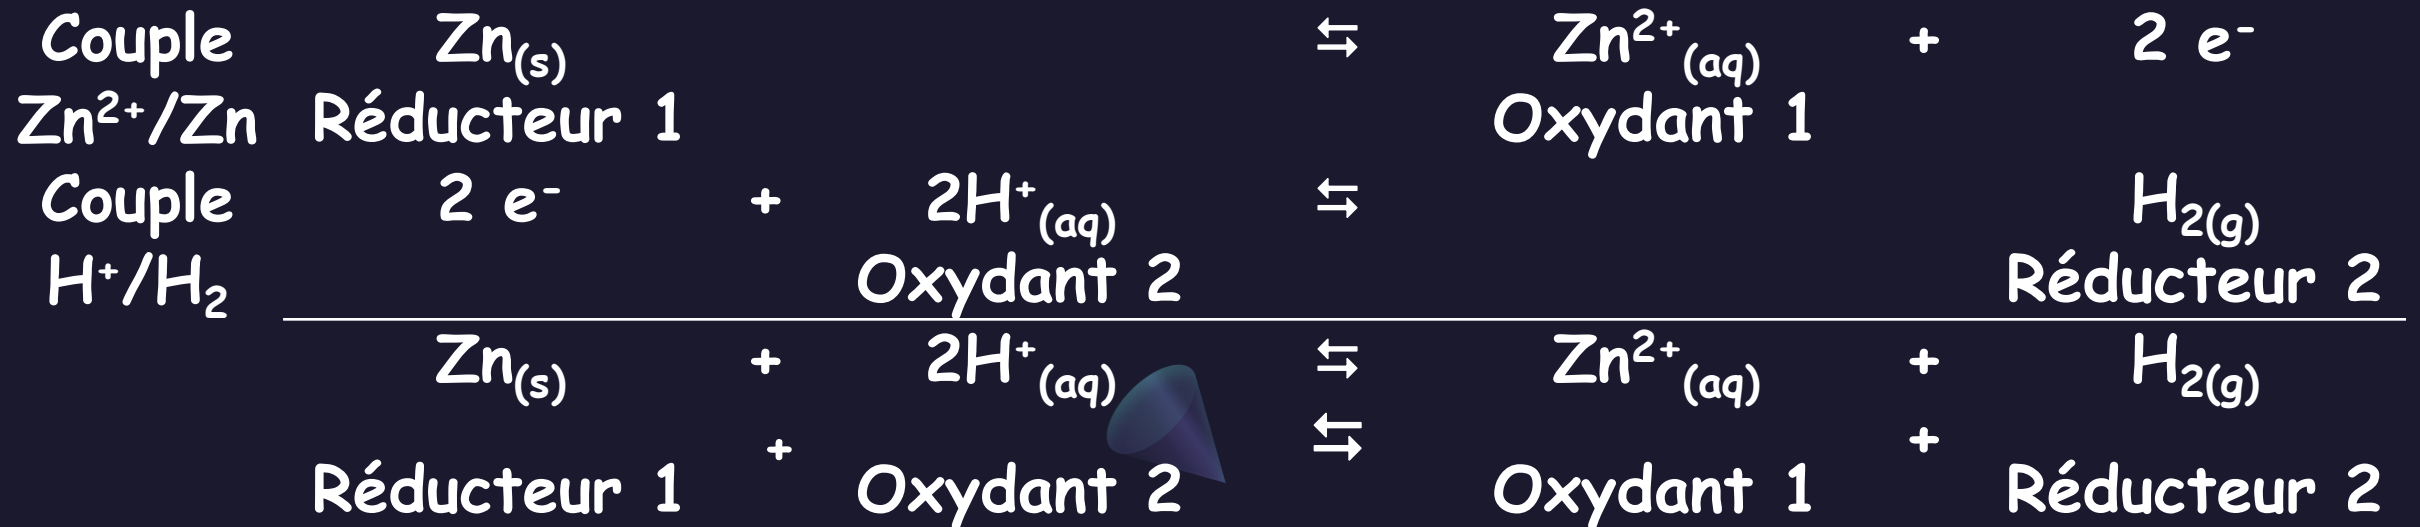 Couple Zn(s) ⇆ Zn²⁺(aq) + 2 e⁻
Zn²⁺/Zn Réducteur 1 Oxydant 1
Couple 2 e⁻ + 2H⁺(aq) ⇆ H₂(g)
H⁺/H₂ Oxydant 2 Réducteur 2
Zn(s) + 2H⁺(aq) ⇆ Zn²⁺(aq) + H₂(g)
+ ⇆ +
Réducteur 1 Oxydant 2 Oxydant 1 Réducteur 2